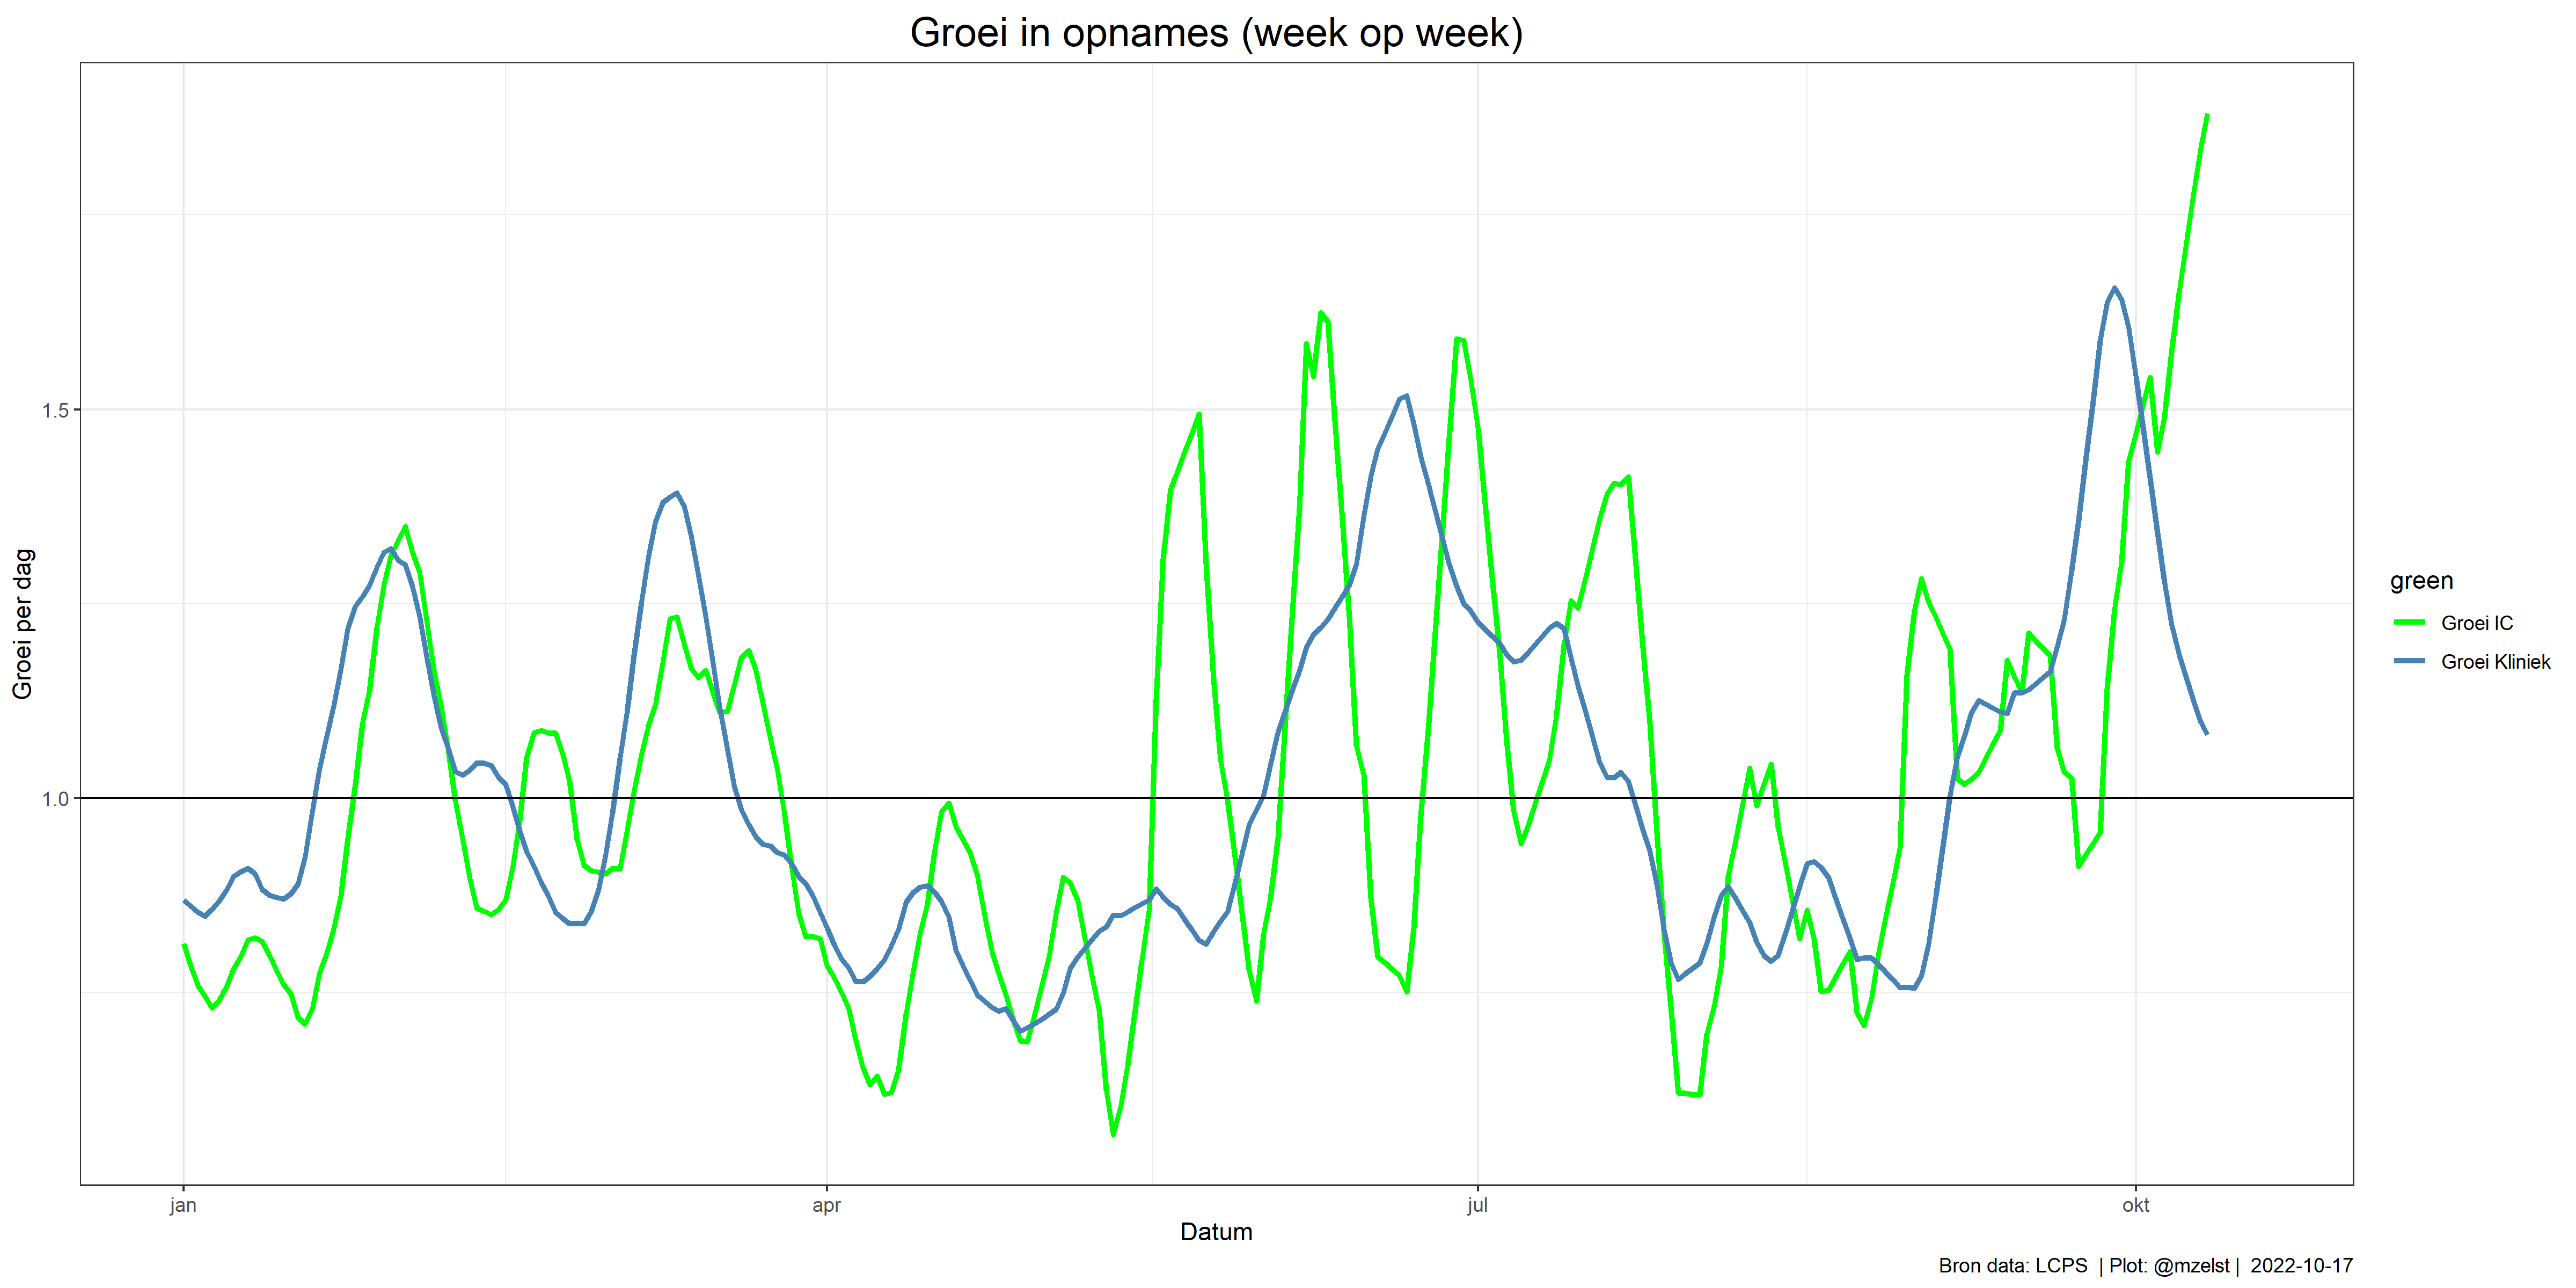 Groei in opnames (week op week)
Groei per dag
1.5
1.0
jan
apr
jul
okt
Datum
green
Groei IC
Groei Kliniek
Bron data: LCPS | Plot: @mzelst | 2022-10-17